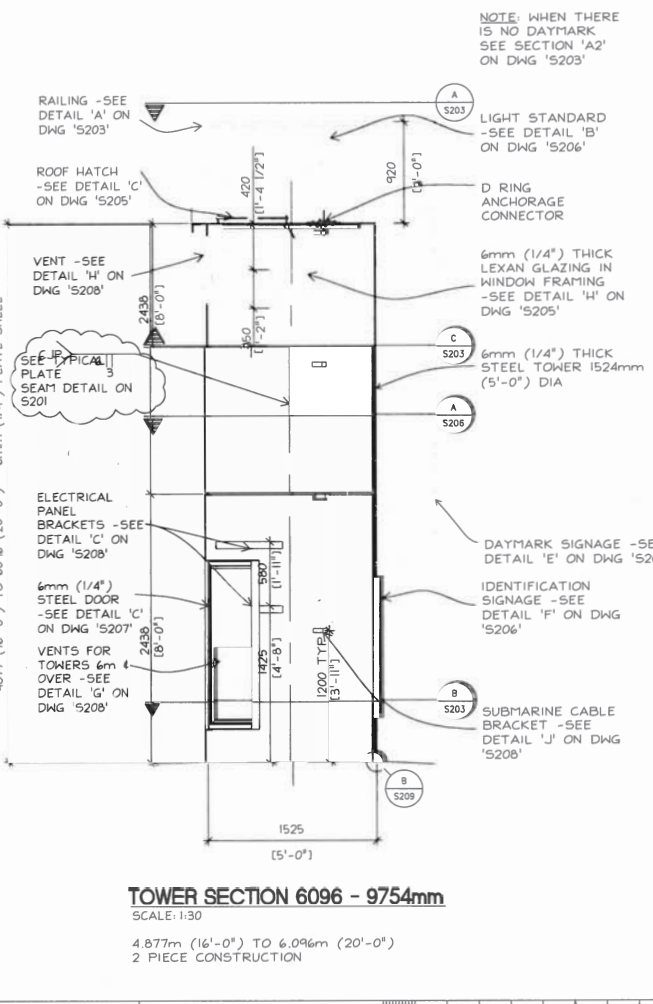 NOTE: WHEN THERE
IS NO DAYMARK
SEE SECTION 'A2'
ON DWG 'S203'
RAILING -SEE
DETAIL 'A' ON
DWG 'S203'
A
S203
LIGHT STANDARD
-SEE DETAIL 'B'
ON DWG 'S206'
ROOF HATCH
-SEE DETAIL 'C'
ON DWG 'S205'
420
[1'-4 1/2"]
920
D RING
ANCHORAGE
CONNECTOR
VENT -SEE
DETAIL 'H' ON
DWG 'S208'
2438
[8'-0"]
6mm (1/4") THICK
LEXAN GLAZING IN
WINDOW FRAMING
-SEE DETAIL 'H' ON
DWG 'S205'
C
S203
SEE TYPICAL
PLATE
SEAM DETAIL ON
S201
3
6mm (1/4") THICK
STEEL TOWER 1524mm
(5'-0") DIA
A
S206
ELECTRICAL
PANEL
BRACKETS -SEE
DETAIL 'C' ON
DWG 'S208'
580
[1'-11"]
DAYMARK SIGNAGE -SE
DETAIL 'E' ON DWG 'S20
6mm (1/4")
STEEL DOOR
-SEE DETAIL 'C'
ON DWG 'S207'
2438
[8'-0"]
IDENTIFICATION
SIGNAGE -SEE
DETAIL 'F' ON DWG
'S206'
VENTS FOR
TOWERS 6m &
OVER -SEE
DETAIL 'G' ON
DWG 'S208'
1425
[4'-8"]
1200 TYP.
[3'-11"]
B
S203
SUBMARINE CABLE
BRACKET -SEE
DETAIL 'J' ON DWG
'S208'
B
S209
1525
[5'-0"]
TOWER SECTION 6096 - 9754mm
SCALE: 1:30
4.877m (16'-0") TO 6.096m (20'-0")
2 PIECE CONSTRUCTION